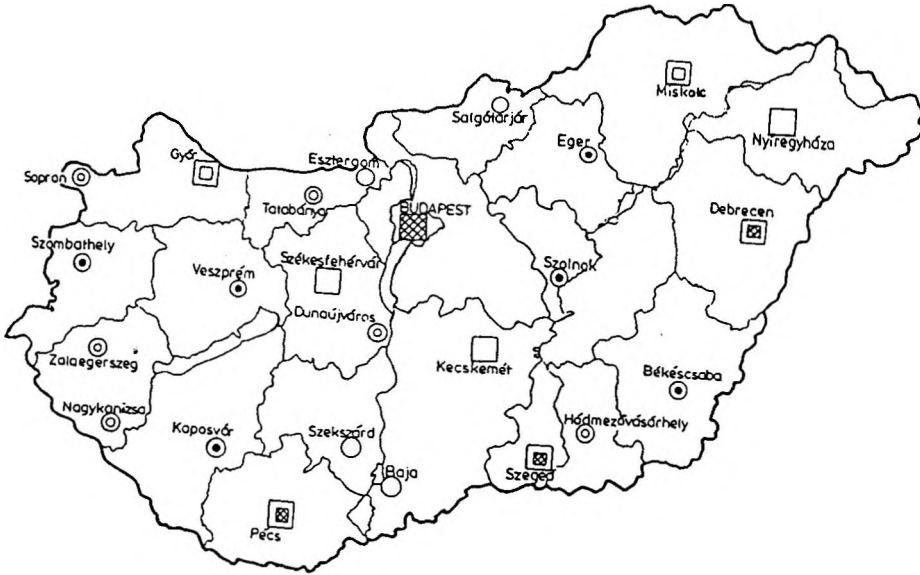 Miskolc
Salgótarján
Nyíregyháza
Eger
Győr
Esztergom
Sopron
Tatabánya
BUDAPEST
Debrecen
Szombathely
Székesfehérvár
Szolnok
Veszprém
Dunaújváros
Zalaegerszeg
Kecskemét
Békéscsaba
Nagykanizsa
Kaposvár
Szekszárd
Hódmezővásárhely
Baja
Szeged
Pécs